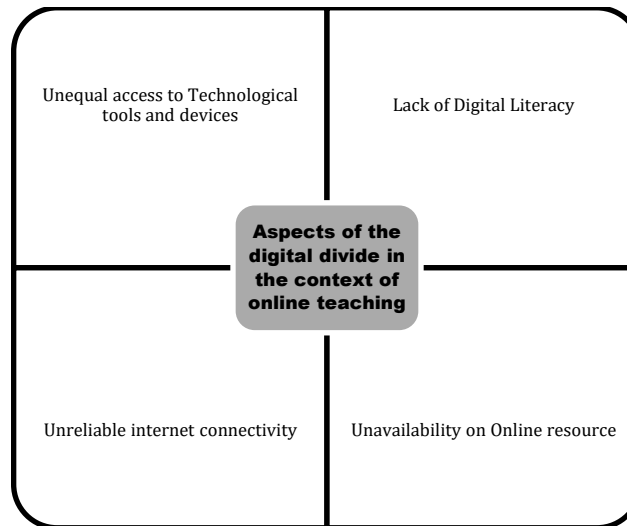 Unequal access to Technological
tools and devices
Lack of Digital Literacy
Aspects of the
digital divide in
the context of
online teaching
Unreliable internet connectivity
Unavailability on Online resource